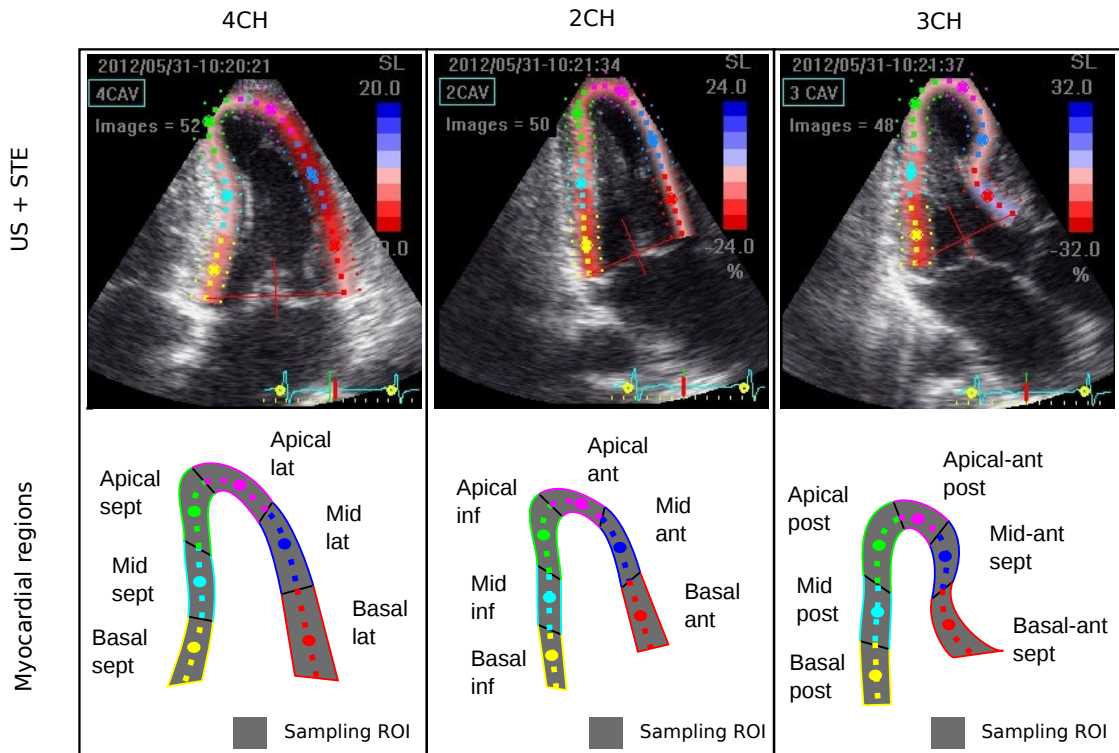 4CH
2CH
3CH
US + STE
2012/05/31-10:20:21
SL
4CAV
20.0
Images = 52
2012/05/31-10:21:34
SL
2CAV
24.0
Images = 50
-24.0
%
2012/05/31-10:21:37
SL
3 CAV
32.0
Images = 48
-32.0
%
Myocardial regions
Apical
lat
Apical
sept
Mid
lat
Mid
sept
Basal
lat
Basal
sept
Sampling ROI
Apical
ant
Apical
inf
Mid
ant
Mid
inf
Basal
ant
Basal
inf
Sampling ROI
Apical-ant
post
Apical
post
Mid-ant
sept
Mid
post
Basal-ant
sept
Basal
post
Sampling ROI